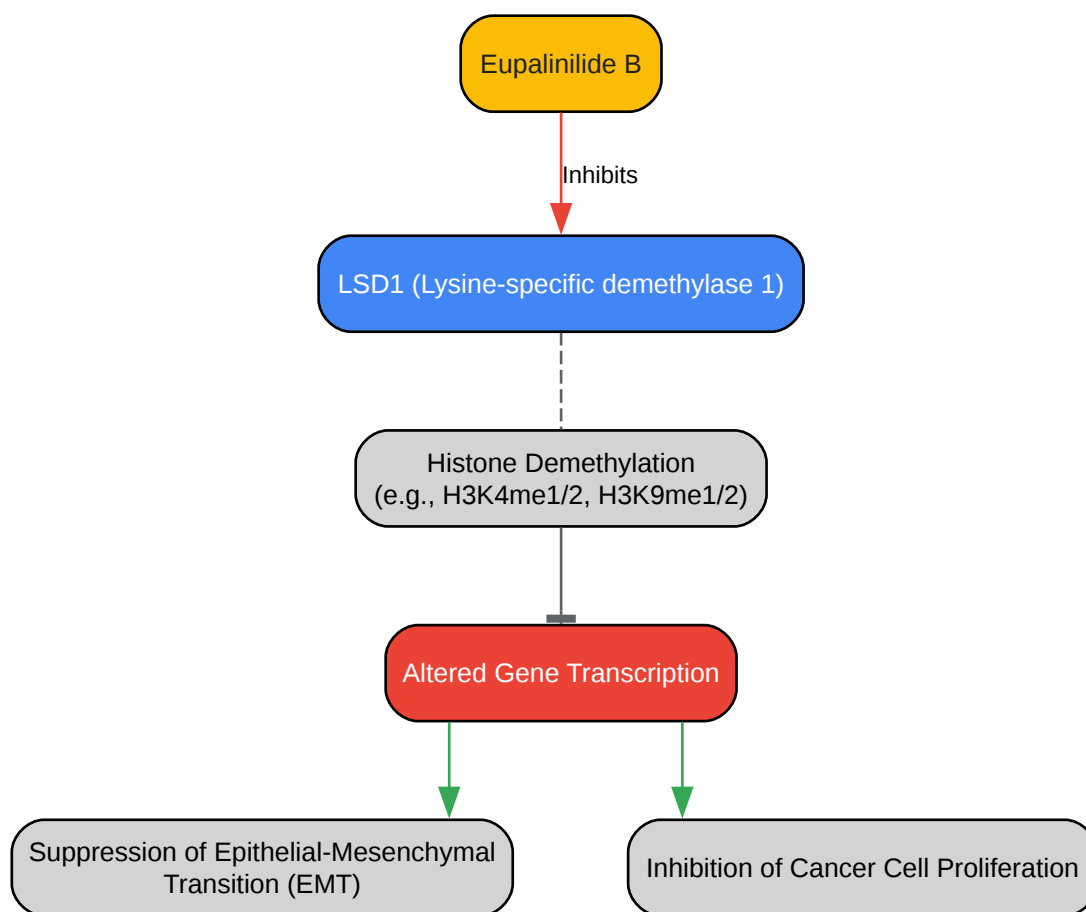 Eupalinilide B
Inhibits
LSD1 (Lysine-specific demethylase 1)
Histone Demethylation
(e.g., H3K4me1/2, H3K9me1/2)
Altered Gene Transcription
Suppression of Epithelial-Mesenchymal
Transition (EMT)
Inhibition of Cancer Cell Proliferation